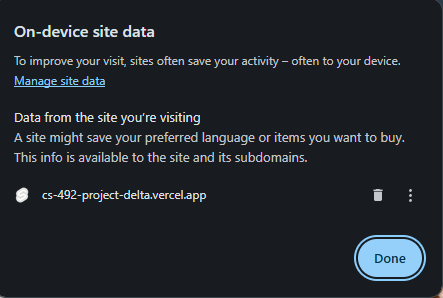 On-device site data
To improve your visit, sites often save your activity – often to your device.
Manage site data
Data from the site you’re visiting
A site might save your preferred language or items you want to buy.
This info is available to the site and its subdomains.
cs-492-project-delta.vercel.app
Done